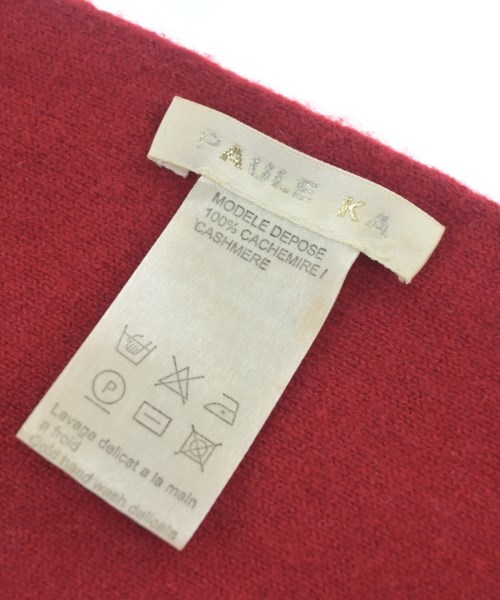 PAULE KA
MODELE DEPOSE
100% CACHEMIRE /
CASHMERE
P
Lavage delicat a la main
a froid
Cold hand wash delicate